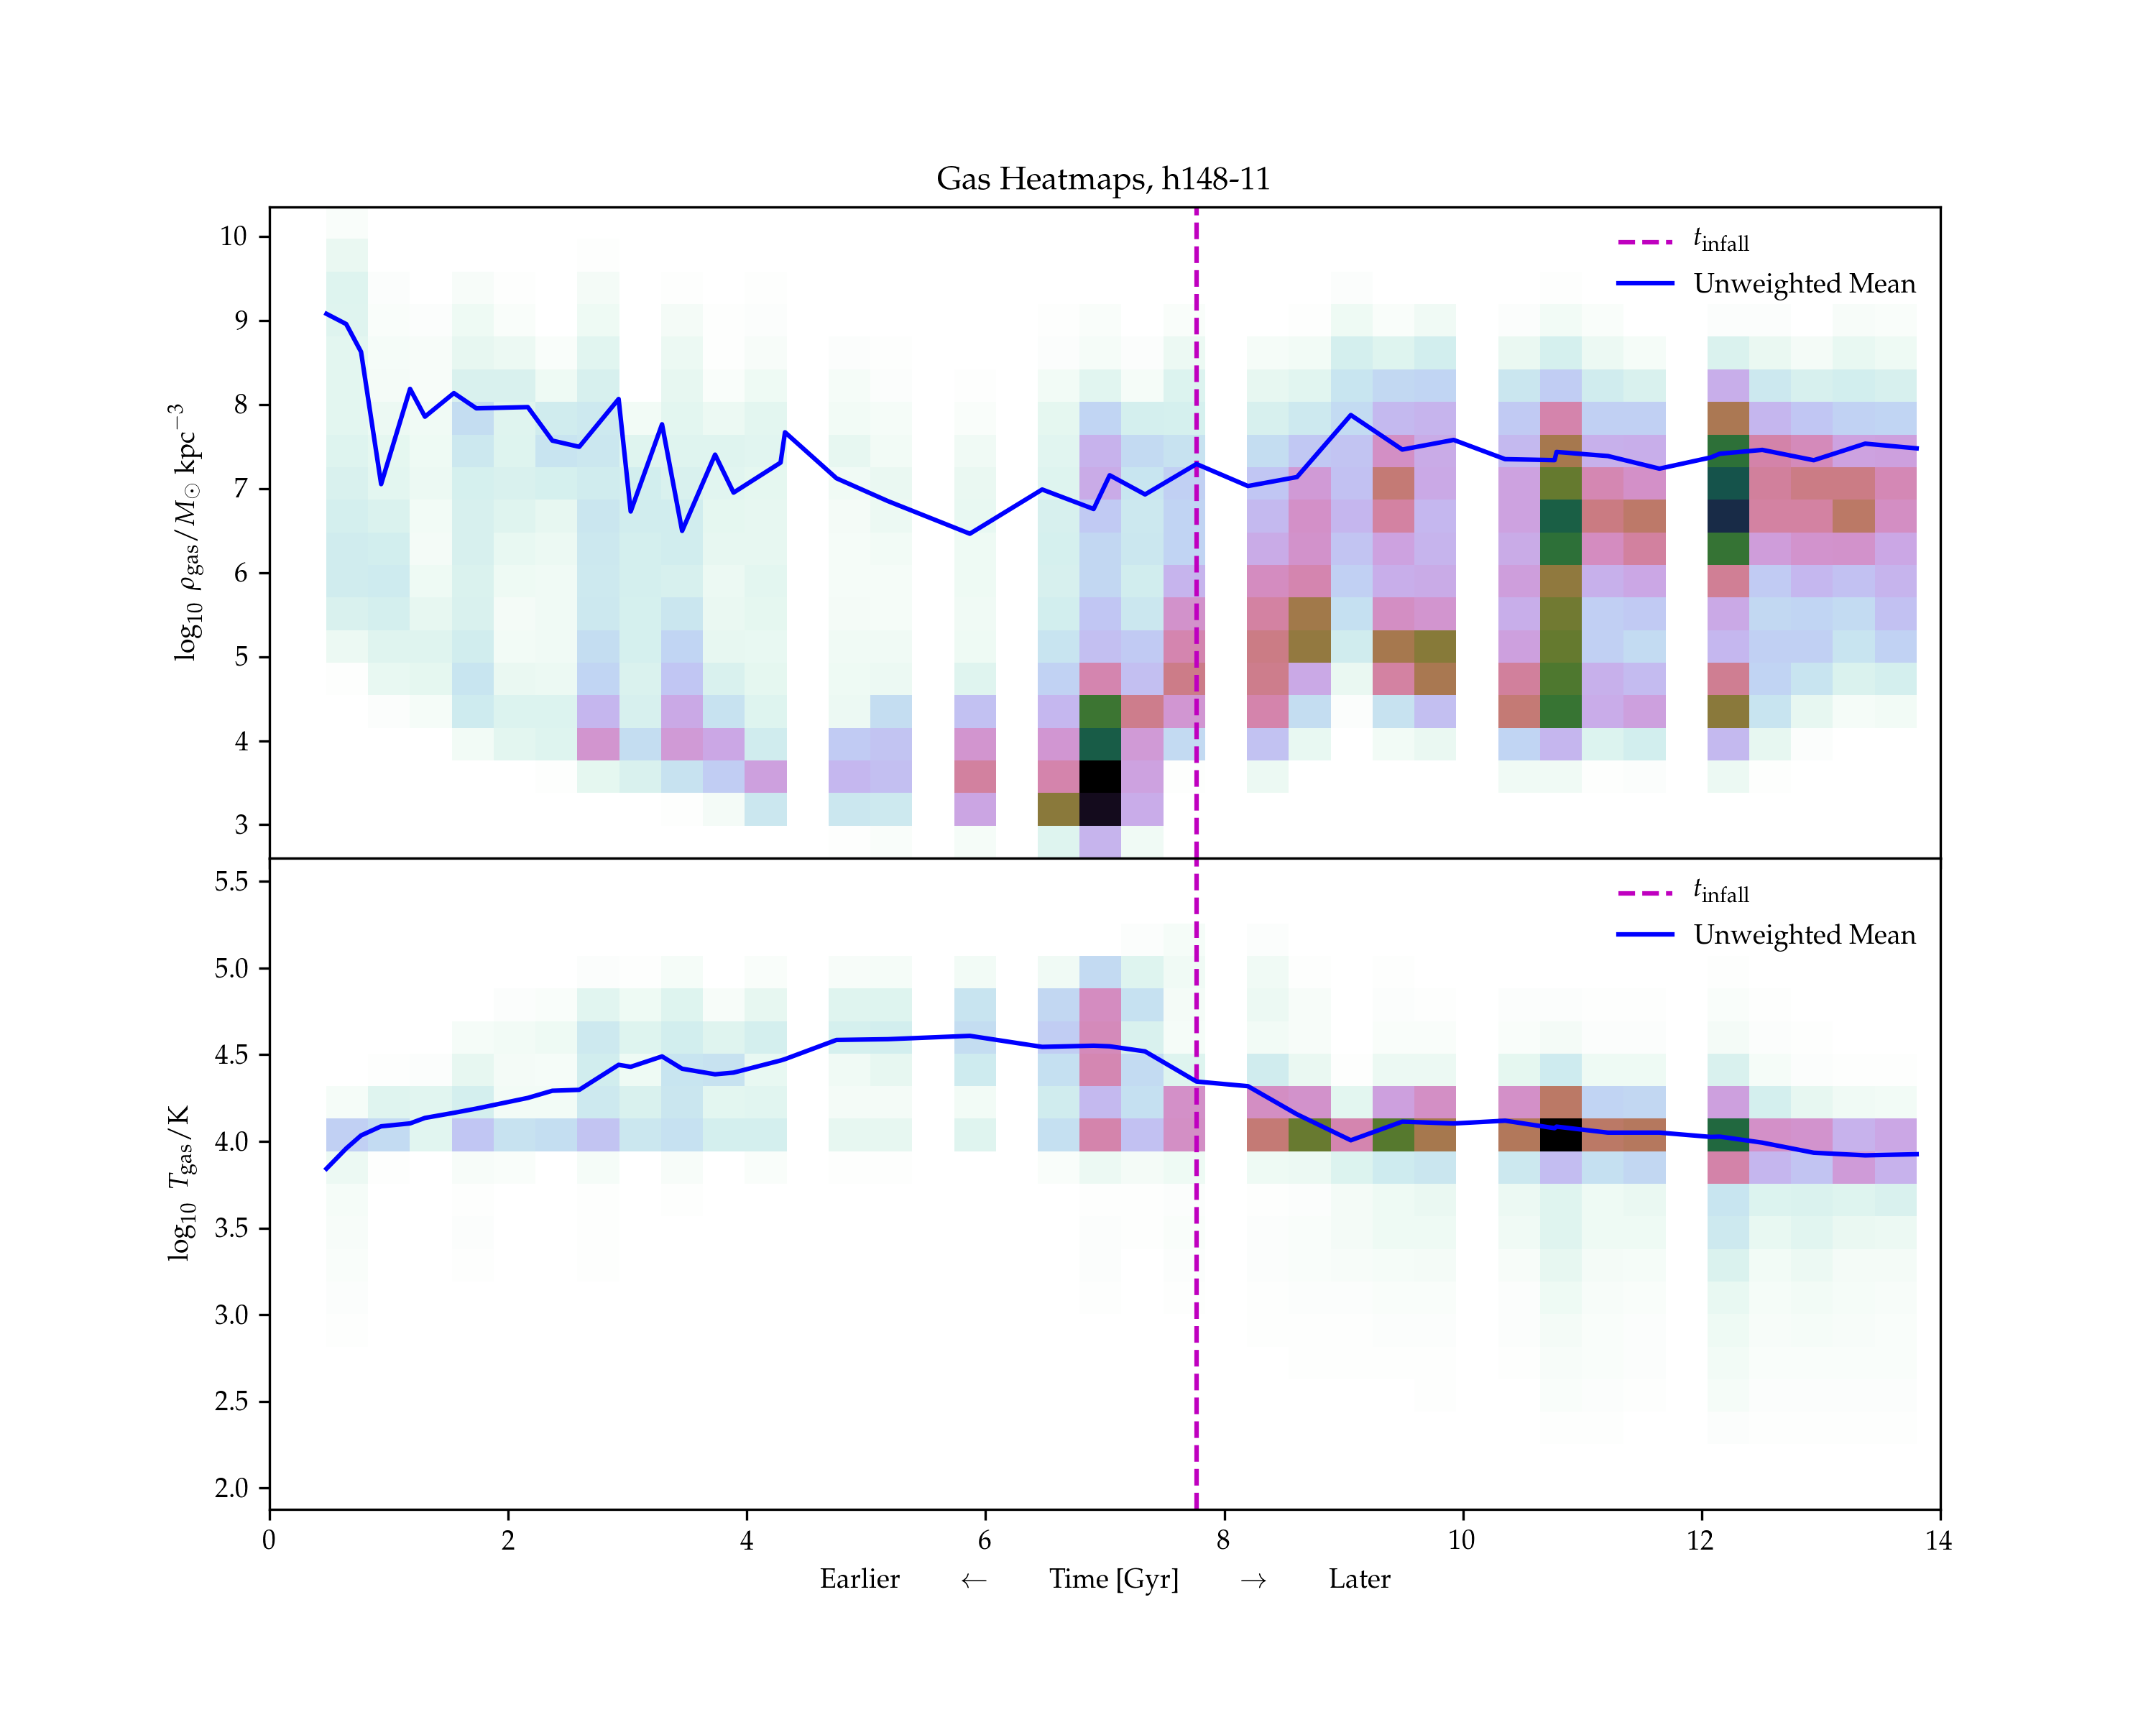 Gas Heatmaps, h148-11
10
9
8
7
6
5
4
3
log₁₀ ρgas/M⊙ kpc⁻³
tinfall
Unweighted Mean
5.5
5.0
4.5
4.0
3.5
3.0
2.5
2.0
log₁₀ Tgas/K
tinfall
Unweighted Mean
0 2 4 6 8 10 12 14
Earlier ← Time [Gyr] → Later